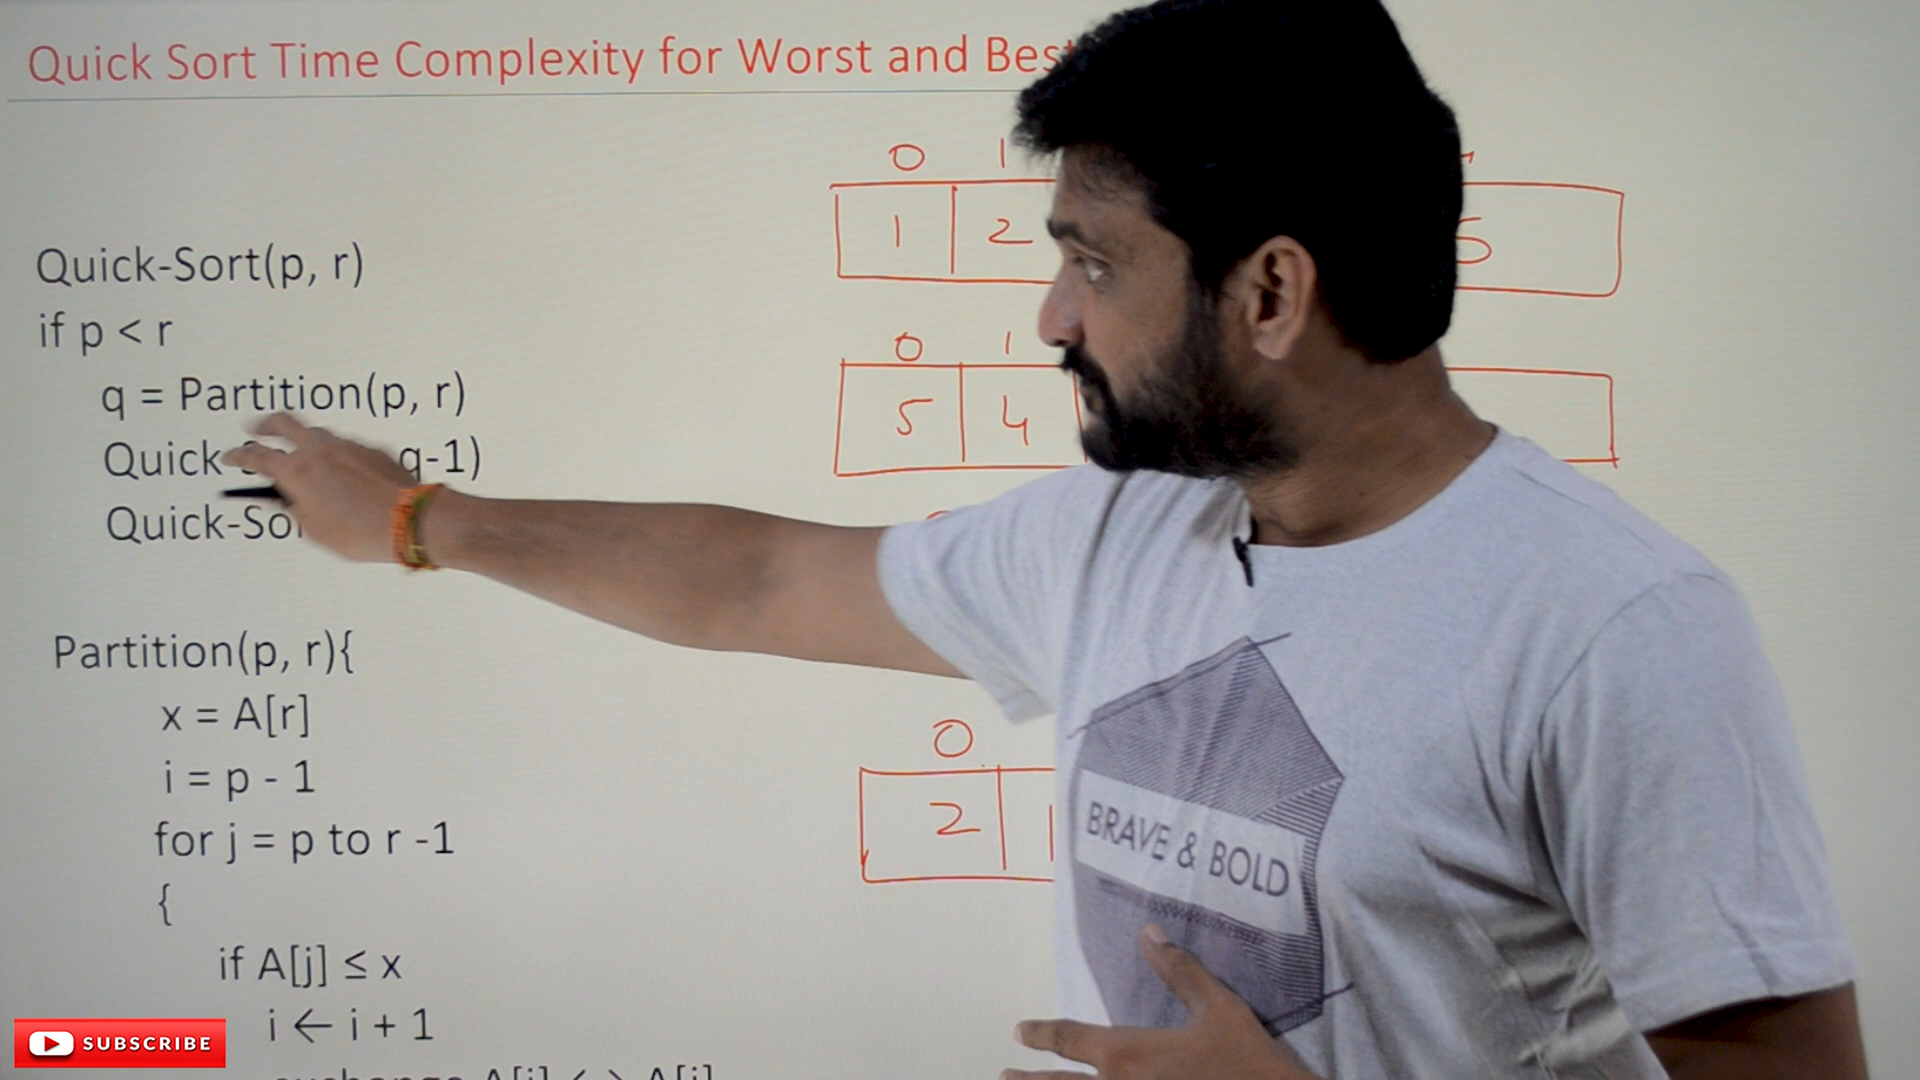 Quick Sort Time Complexity for Worst and Bes
Quick-Sort(p, r)
if p < r
q = Partition(p, r)
Quick- q-1)
Quick-So
Partition(p, r){
x = A[r]
i = p - 1
for j = p to r -1
{
if A[j] ≤ x
i ← i + 1
0 1
1 2 5
0 1
5 4
0
2 1
BRAVE & BOLD
SUBSCRIBE